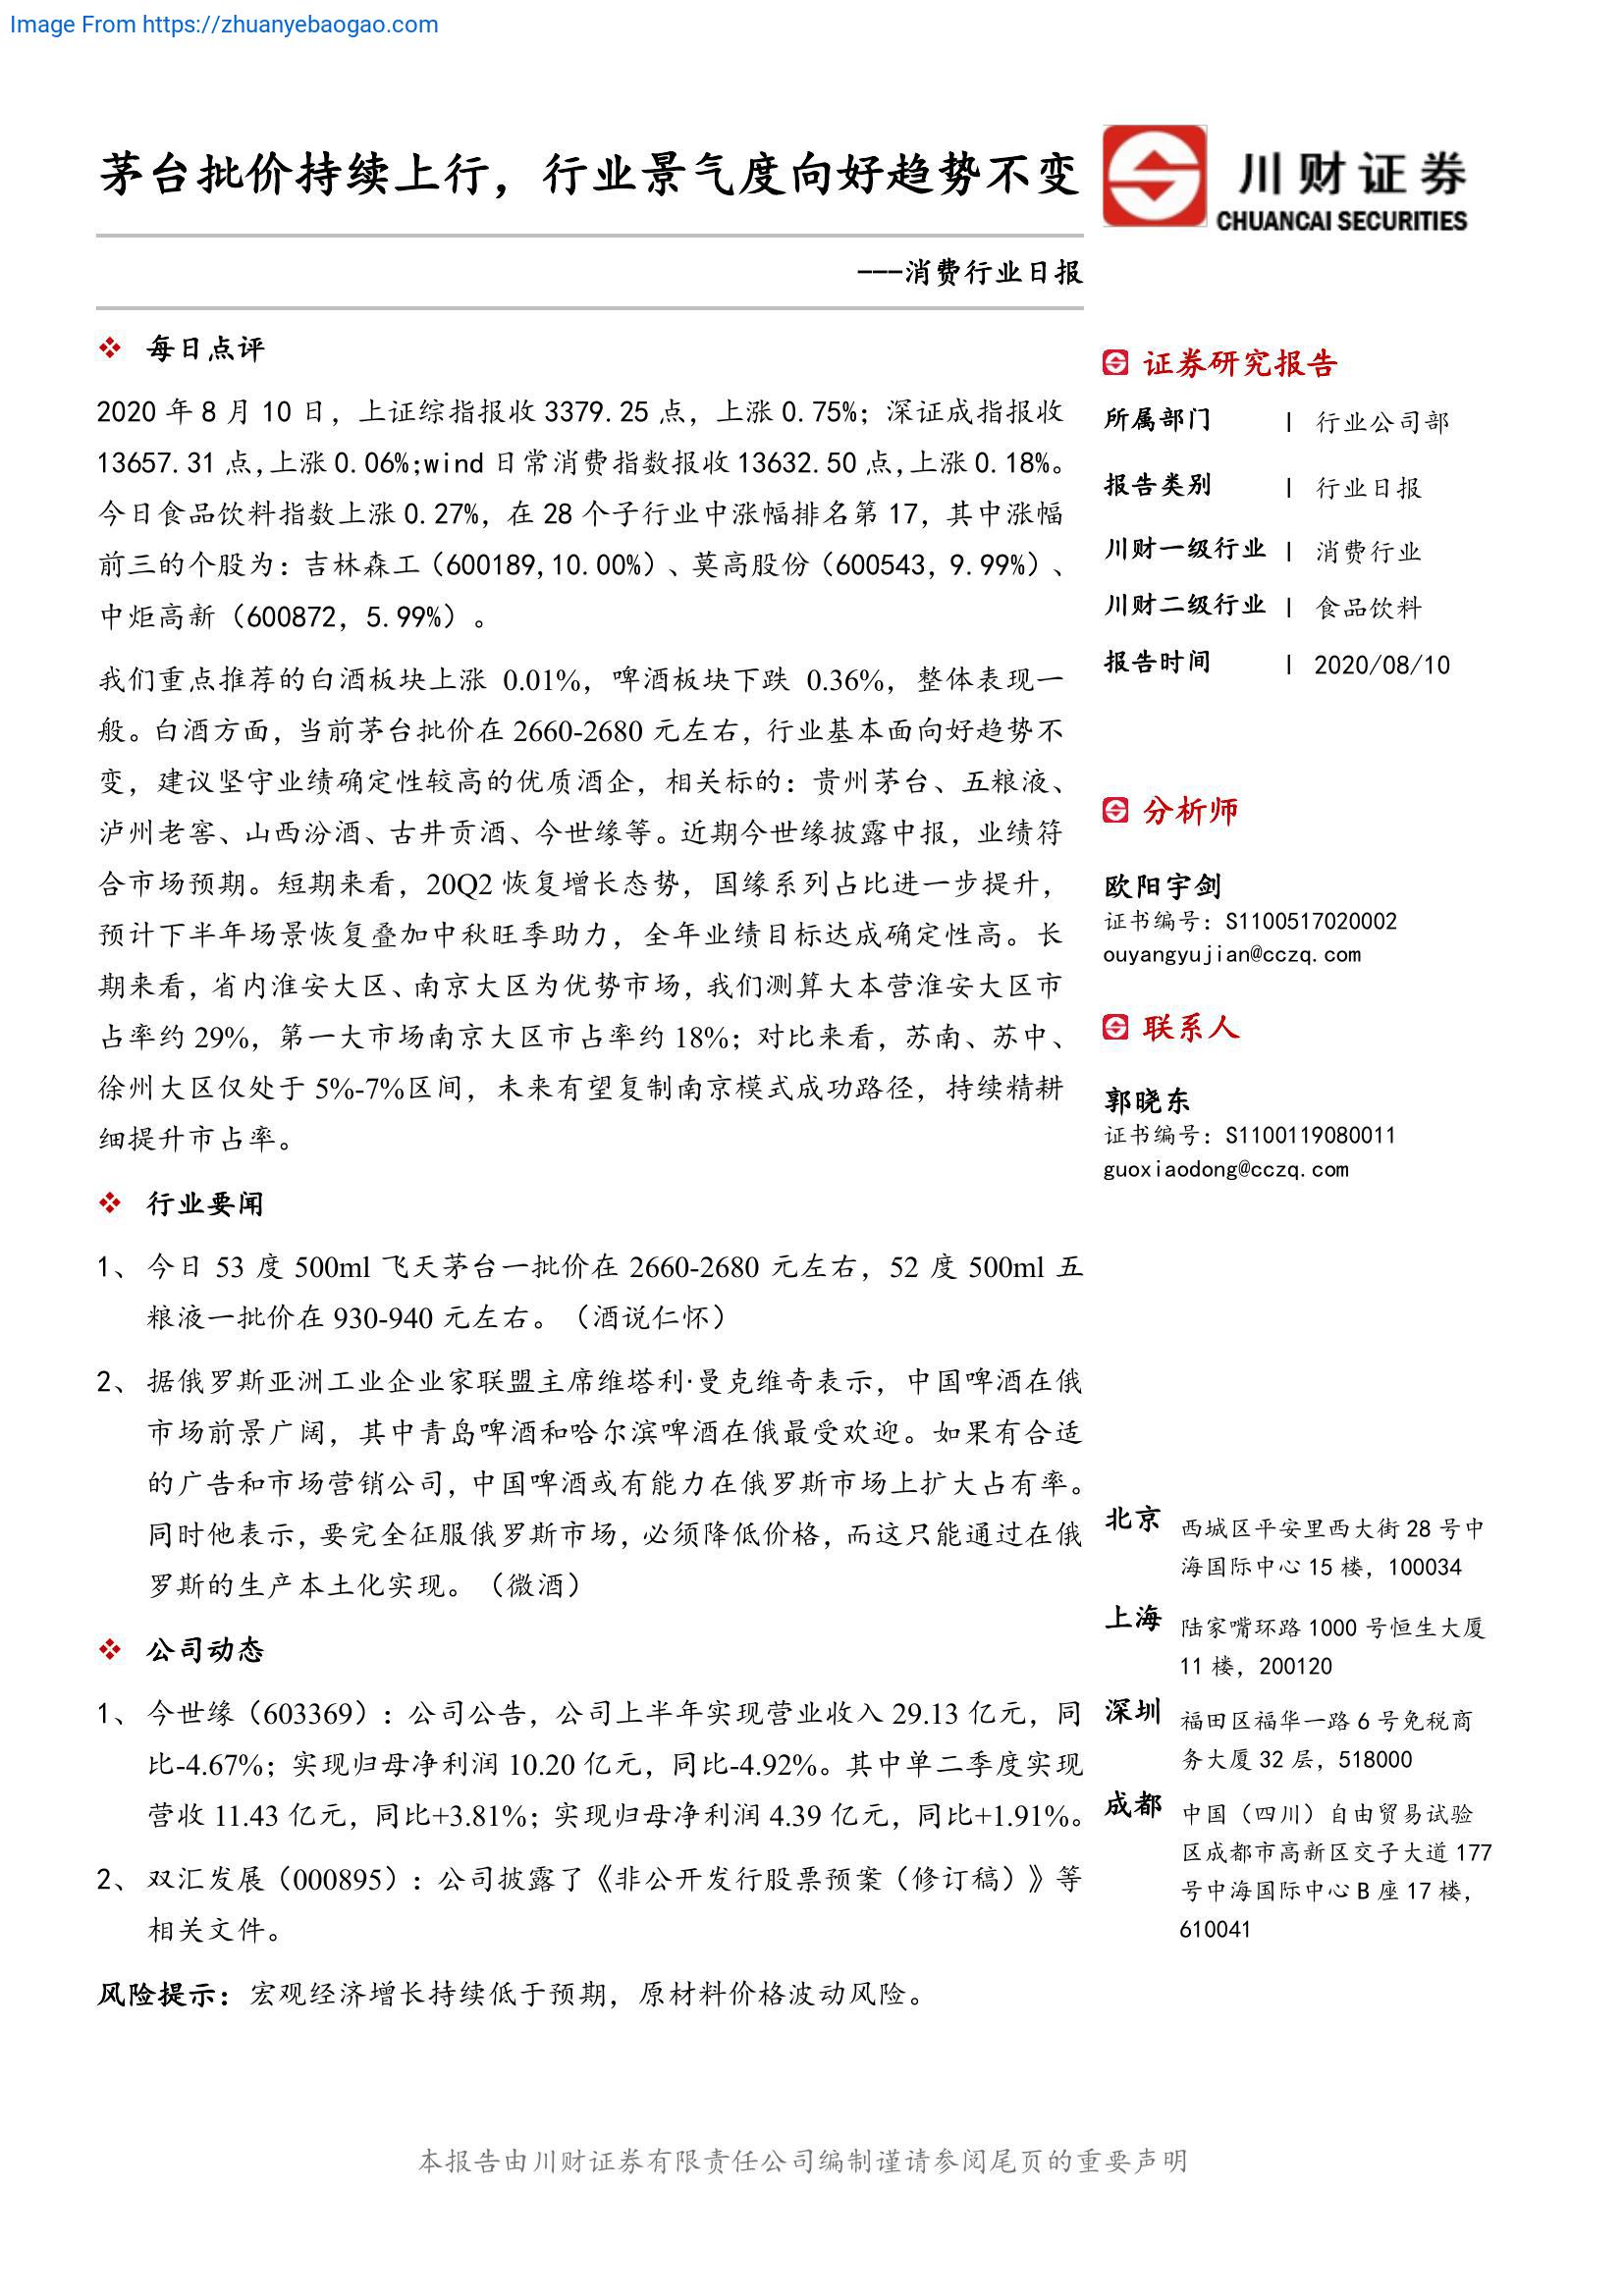 Image From https://zhuanyebaogao.com
茅台批价持续上行，行业景气度向好趋势不变
川财证券
CHUANCAI SECURITIES
---消费行业日报
❖ 每日点评
2020 年 8 月 10 日，上证综指报收 3379.25 点，上涨 0.75%；深证成指报收
13657.31 点,上涨 0.06%;wind 日常消费指数报收 13632.50 点,上涨 0.18%。
今日食品饮料指数上涨 0.27%，在 28 个子行业中涨幅排名第 17，其中涨幅
前三的个股为：吉林森工（600189,10.00%）、莫高股份（600543，9.99%）、
中炬高新（600872，5.99%）。
我们重点推荐的白酒板块上涨 0.01%，啤酒板块下跌 0.36%，整体表现一
般。白酒方面，当前茅台批价在 2660-2680 元左右，行业基本面向好趋势不
变，建议坚守业绩确定性较高的优质酒企，相关标的：贵州茅台、五粮液、
泸州老窖、山西汾酒、古井贡酒、今世缘等。近期今世缘披露中报，业绩符
合市场预期。短期来看，20Q2 恢复增长态势，国缘系列占比进一步提升，
预计下半年场景恢复叠加中秋旺季助力，全年业绩目标达成确定性高。长
期来看，省内淮安大区、南京大区为优势市场，我们测算大本营淮安大区市
占率约 29%，第一大市场南京大区市占率约 18%；对比来看，苏南、苏中、
徐州大区仅处于 5%-7%区间，未来有望复制南京模式成功路径，持续精耕
细提升市占率。
❖ 行业要闻
1、 今日 53 度 500ml 飞天茅台一批价在 2660-2680 元左右，52 度 500ml 五
粮液一批价在 930-940 元左右。（酒说仁怀）
2、 据俄罗斯亚洲工业企业家联盟主席维塔利·曼克维奇表示，中国啤酒在俄
市场前景广阔，其中青岛啤酒和哈尔滨啤酒在俄最受欢迎。如果有合适
的广告和市场营销公司，中国啤酒或有能力在俄罗斯市场上扩大占有率。
同时他表示，要完全征服俄罗斯市场，必须降低价格，而这只能通过在俄
罗斯的生产本土化实现。（微酒）
❖ 公司动态
1、 今世缘（603369）：公司公告，公司上半年实现营业收入 29.13 亿元，同
比-4.67%；实现归母净利润 10.20 亿元，同比-4.92%。其中单二季度实现
营收 11.43 亿元，同比+3.81%；实现归母净利润 4.39 亿元，同比+1.91%。
2、 双汇发展（000895）：公司披露了《非公开发行股票预案（修订稿）》等
相关文件。
风险提示：宏观经济增长持续低于预期，原材料价格波动风险。
证券研究报告
所属部门 | 行业公司部
报告类别 | 行业日报
川财一级行业 | 消费行业
川财二级行业 | 食品饮料
报告时间 | 2020/08/10
分析师
欧阳宇剑
证书编号：S1100517020002
ouyangyujian@cczq.com
联系人
郭晓东
证书编号：S1100119080011
guoxiaodong@cczq.com
北京 西城区平安里西大街 28 号中
海国际中心 15 楼，100034
上海 陆家嘴环路 1000 号恒生大厦
11 楼，200120
深圳 福田区福华一路 6 号免税商
务大厦 32 层，518000
成都 中国（四川）自由贸易试验
区成都市高新区交子大道 177
号中海国际中心 B 座 17 楼，
610041
本报告由川财证券有限责任公司编制谨请参阅尾页的重要声明